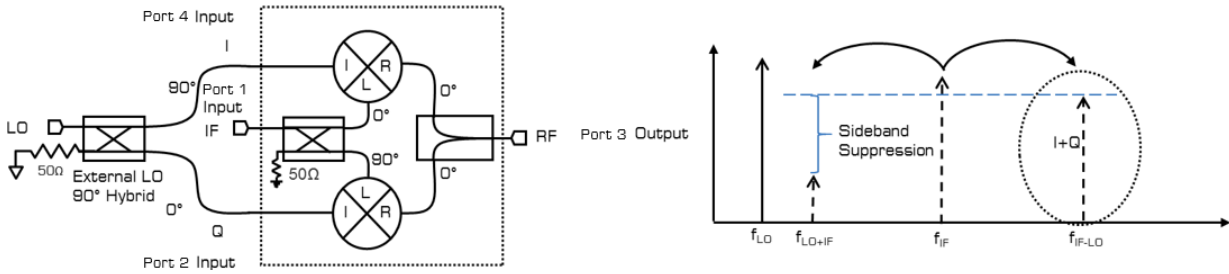 Port 4 Input
I
90°
Port 1
Input
LO
IF
50Ω
External LO
90° Hybrid
0°
Q
Port 2 Input
I
R
L
0°
0°
90°
50Ω
L
I
R
0°
RF
Port 3 Output
Sideband
Suppression
I+Q
fLO
fLO+IF
fIF
fIF-LO